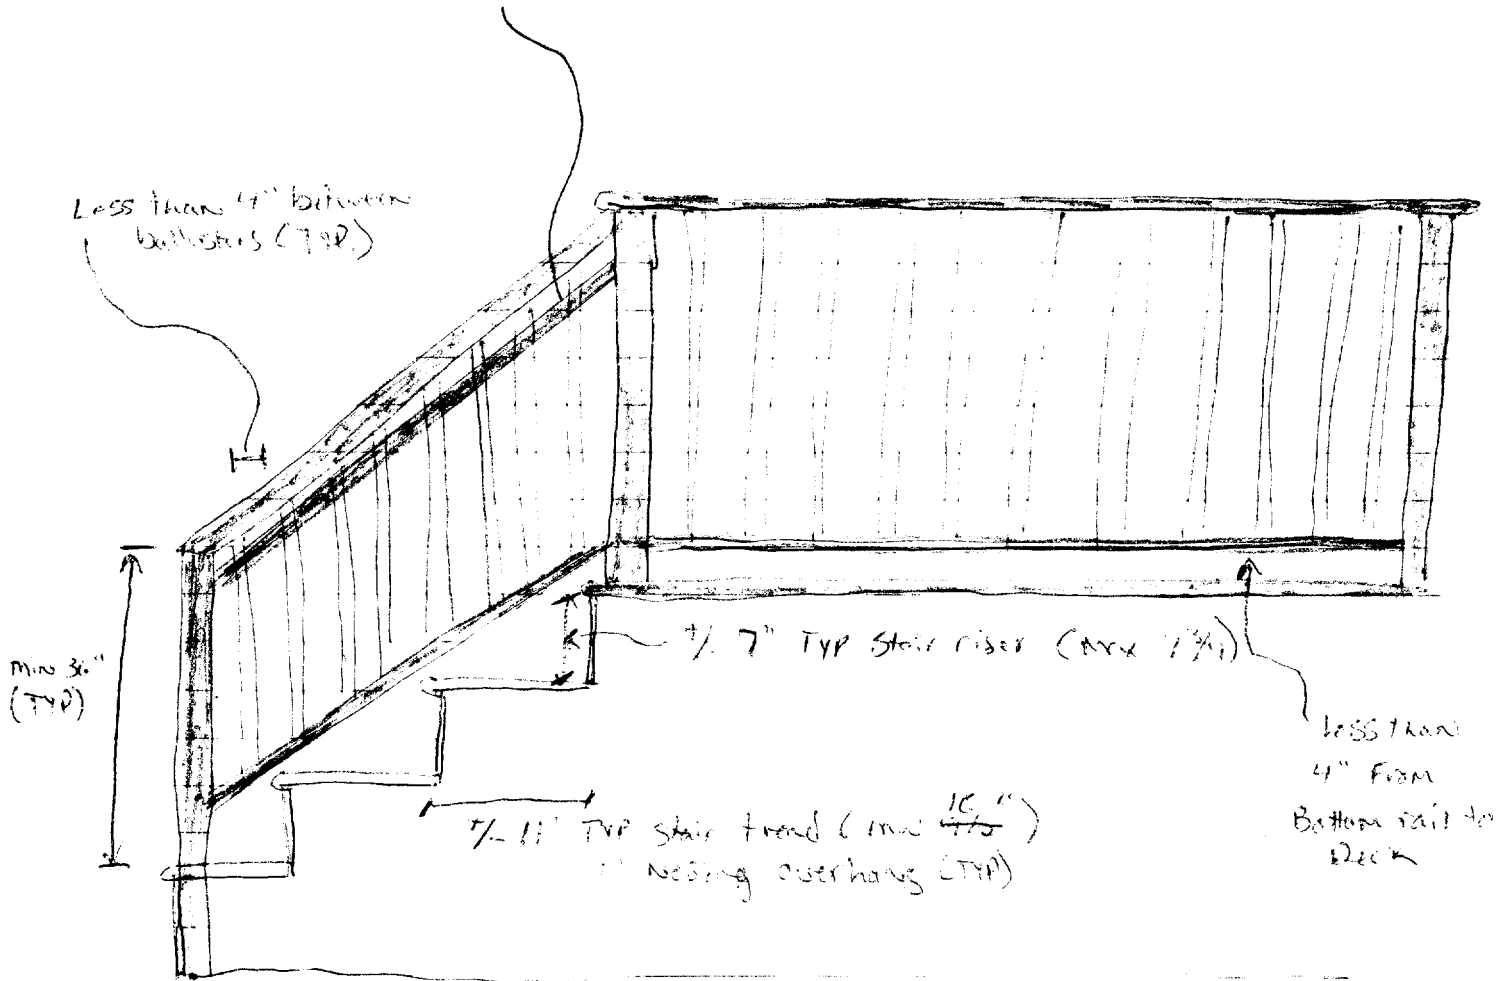 Less than 4" between
ballisters (TYP.)
Min 36"
(TYP)
+/- 7" TYP Stair riser (Max 7 3/4")
+/- 11" TYP stair tread (min 10")
1" Nosing overhang (TYP)
Less than
4" From
Bottom rail to
Deck